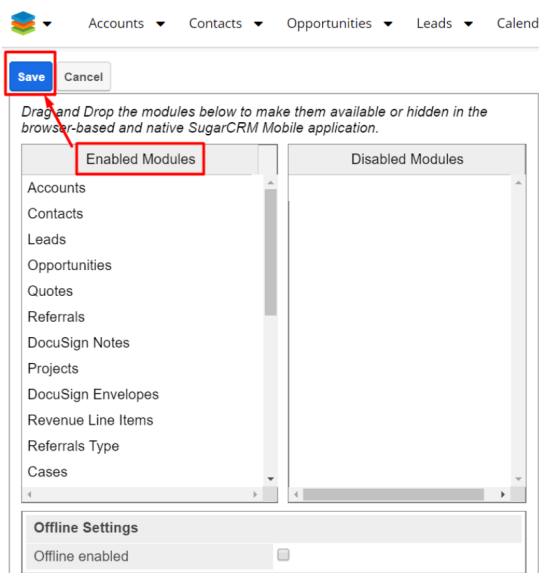 Accounts Contacts Opportunities Leads Calend
Save Cancel
Drag and Drop the modules below to make them available or hidden in the
browser-based and native SugarCRM Mobile application.
Enabled Modules Disabled Modules
Accounts
Contacts
Leads
Opportunities
Quotes
Referrals
DocuSign Notes
Projects
DocuSign Envelopes
Revenue Line Items
Referrals Type
Cases
Offline Settings
Offline enabled